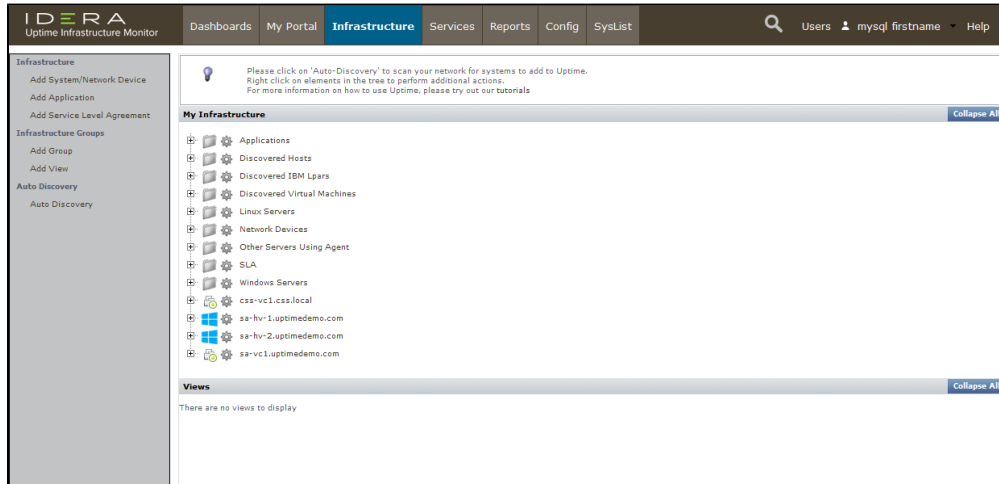 IDERA
Uptime Infrastructure Monitor
Dashboards My Portal Infrastructure Services Reports Config SysList Users mysql firstname Help
Infrastructure
Add System/Network Device
Add Application
Add Service Level Agreement
Infrastructure Groups
Add Group
Add View
Auto Discovery
Auto Discovery
Please click on 'Auto-Discovery' to scan your network for systems to add to Uptime.
Right click on elements in the tree to perform additional actions.
For more information on how to use Uptime, please try out our tutorials
My Infrastructure Collapse All
Applications
Discovered Hosts
Discovered IBM Lpars
Discovered Virtual Machines
Linux Servers
Network Devices
Other Servers Using Agent
SLA
Windows Servers
css-vc1.css.local
sa-hv-1.uptimedemo.com
sa-hv-2.uptimedemo.com
sa-vc1.uptimedemo.com
Views Collapse All
There are no views to display